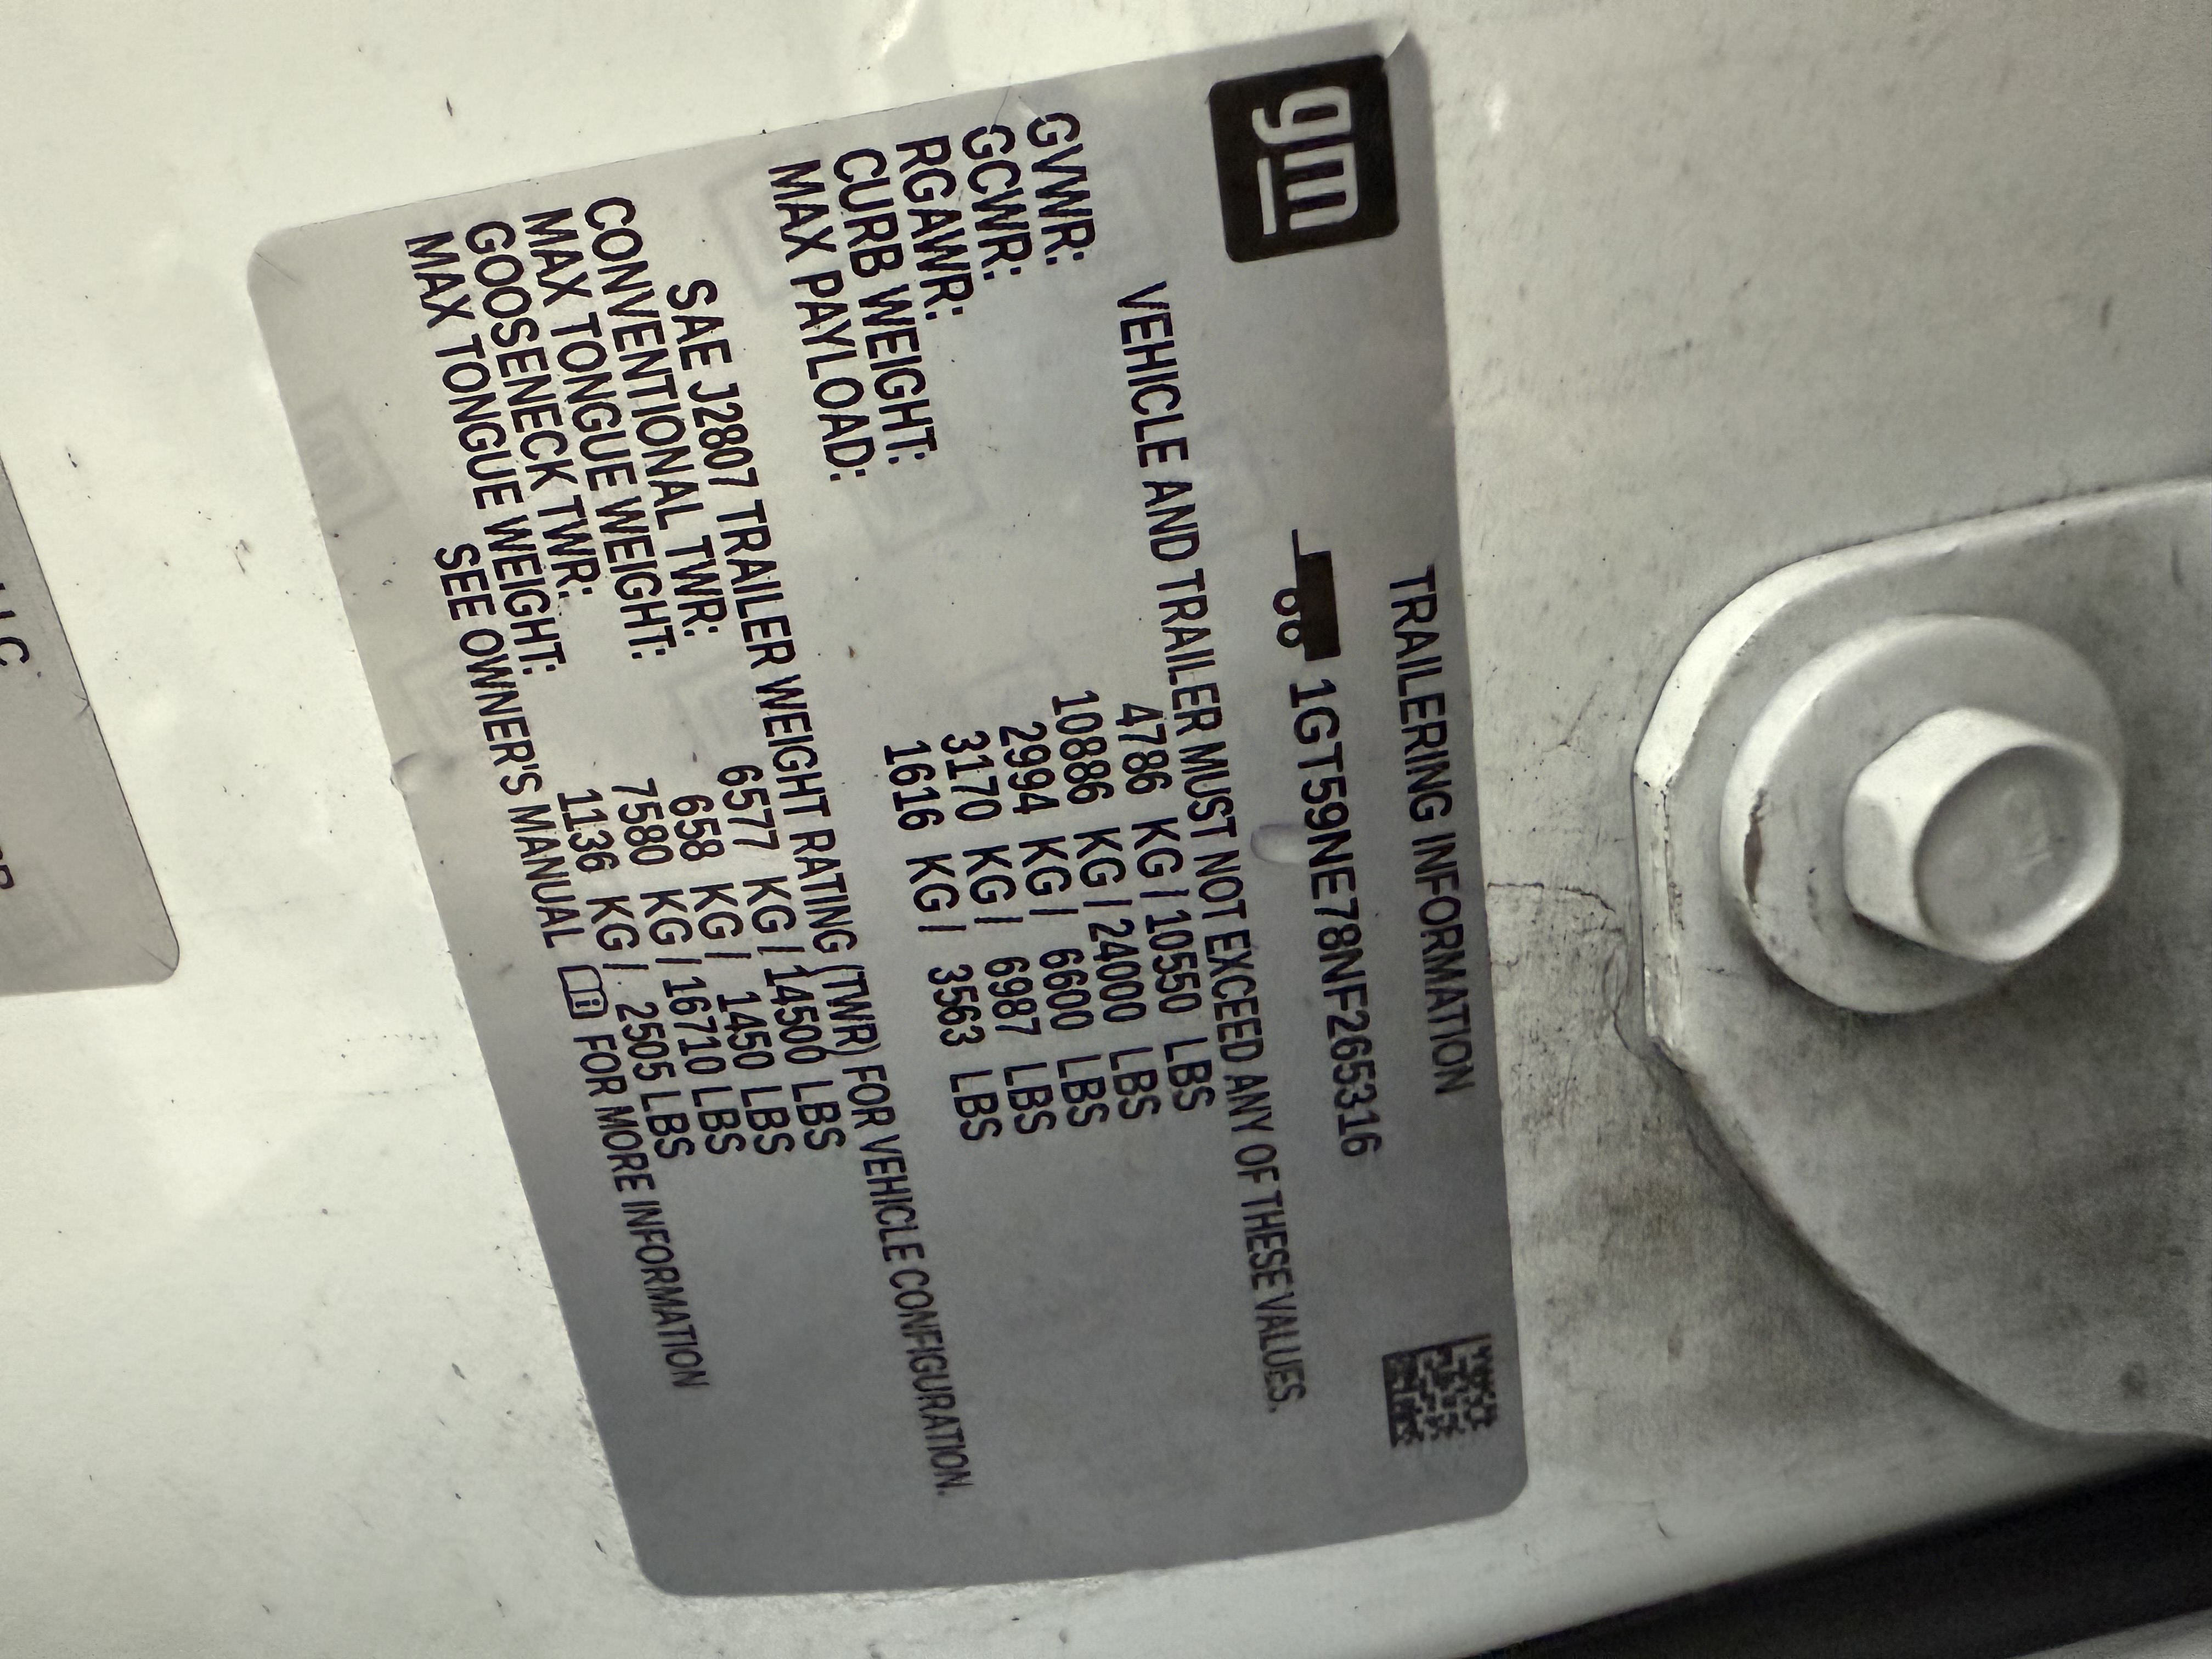 gm
TRAILERING INFORMATION
1GT59NE78NF265316
VEHICLE AND TRAILER MUST NOT EXCEED ANY OF THESE VALUES.
GVWR: 4786 KG / 10550 LBS
GCWR: 10886 KG / 24000 LBS
RGAWR: 2994 KG / 6600 LBS
CURB WEIGHT: 3170 KG / 6987 LBS
MAX PAYLOAD: 1616 KG / 3563 LBS
SAE J2807 TRAILER WEIGHT RATING (TWR) FOR VEHICLE CONFIGURATION.
CONVENTIONAL TWR: 6577 KG / 14500 LBS
MAX TONGUE WEIGHT: 658 KG / 1450 LBS
GOOSENECK TWR: 7580 KG / 16710 LBS
MAX TONGUE WEIGHT: 1136 KG / 2505 LBS
SEE OWNER'S MANUAL FOR MORE INFORMATION